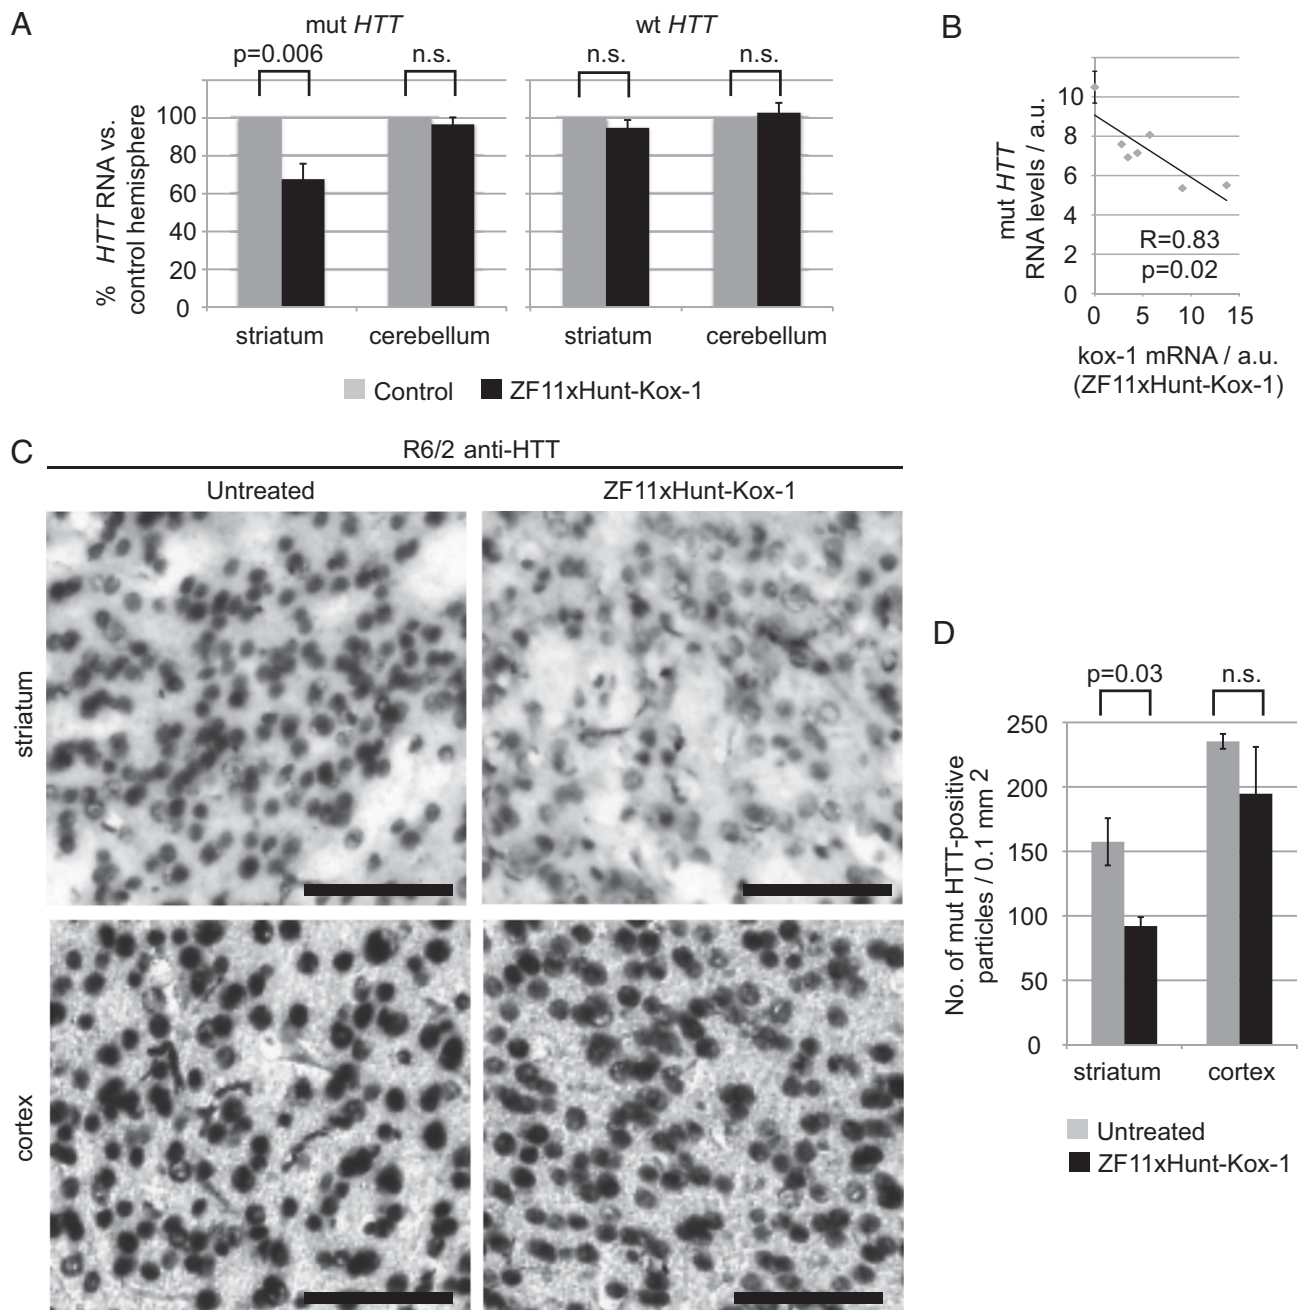 A
mut HTT
wt HTT
p=0.006
n.s.
n.s.
n.s.
% HTT RNA vs.
control hemisphere
100
80
60
40
20
0
striatum
cerebellum
striatum
cerebellum
Control
ZF11xHunt-Kox-1
B
mut HTT
RNA levels / a.u.
10
8
6
4
2
0
R=0.83
p=0.02
0 5 10 15
kox-1 mRNA / a.u.
(ZF11xHunt-Kox-1)
C
R6/2 anti-HTT
Untreated
ZF11xHunt-Kox-1
striatum
cortex
D
p=0.03
n.s.
No. of mut HTT-positive
particles / 0.1 mm 2
250
200
150
100
50
0
striatum
cortex
Untreated
ZF11xHunt-Kox-1